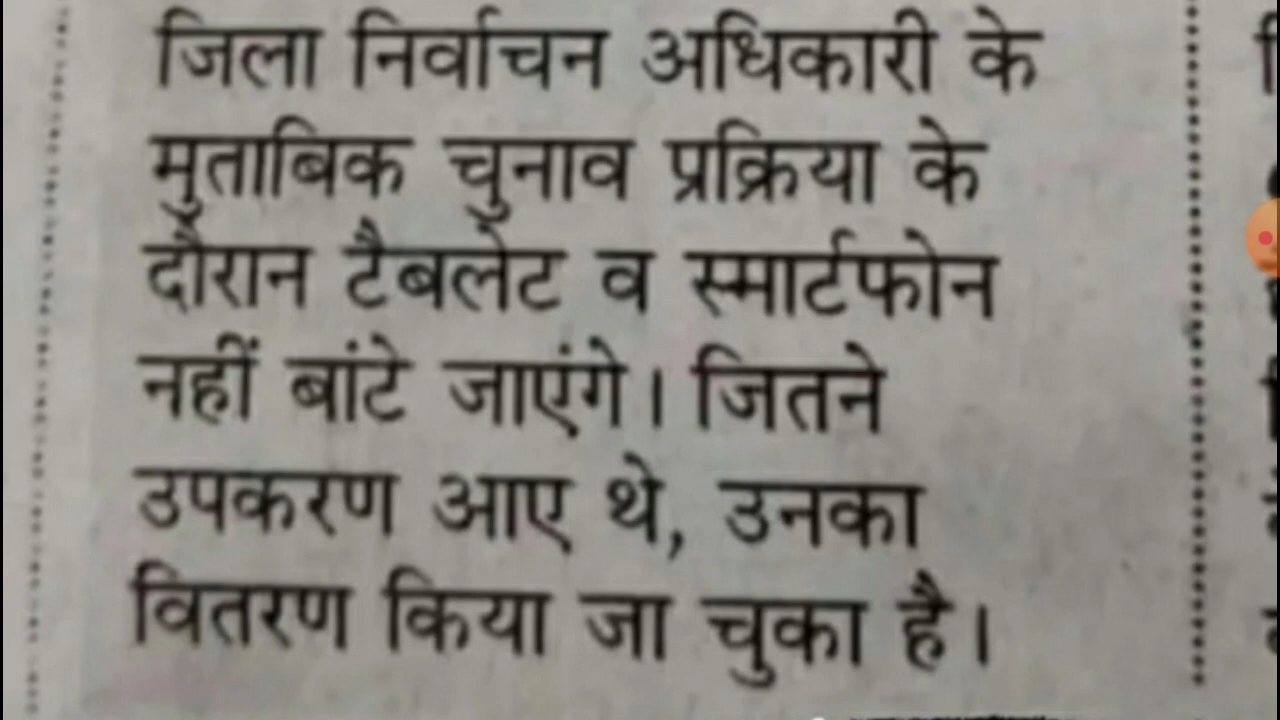 जिला निर्वाचन अधिकारी के
मुताबिक चुनाव प्रक्रिया के
दौरान टैबलेट व स्मार्टफोन
नहीं बांटे जाएंगे। जितने
उपकरण आए थे, उनका
वितरण किया जा चुका है।